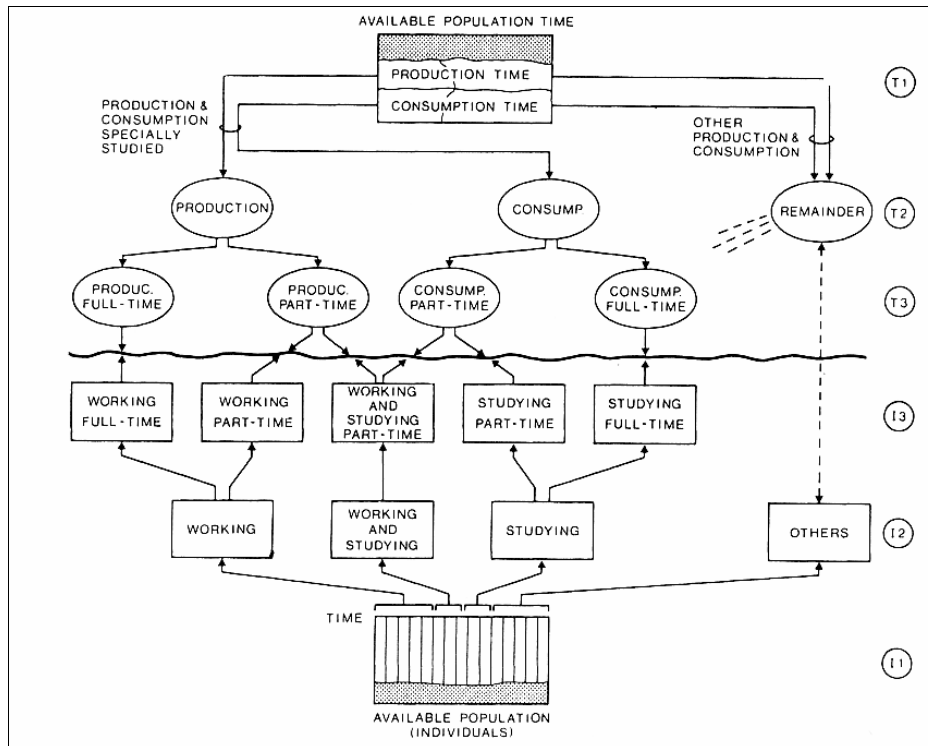 AVAILABLE POPULATION TIME
PRODUCTION TIME
CONSUMPTION TIME
T1
PRODUCTION &
CONSUMPTION
SPECIALLY
STUDIED
OTHER
PRODUCTION &
CONSUMPTION
PRODUCTION
CONSUMP.
REMAINDER
T2
PRODUC.
FULL-TIME
PRODUC.
PART-TIME
CONSUMP.
PART-TIME
CONSUMP.
FULL-TIME
T3
WORKING
FULL-TIME
WORKING
PART-TIME
WORKING
AND
STUDYING
PART-TIME
STUDYING
PART-TIME
STUDYING
FULL-TIME
I3
WORKING
WORKING
AND
STUDYING
STUDYING
OTHERS
I2
TIME
I1
AVAILABLE POPULATION
(INDIVIDUALS)